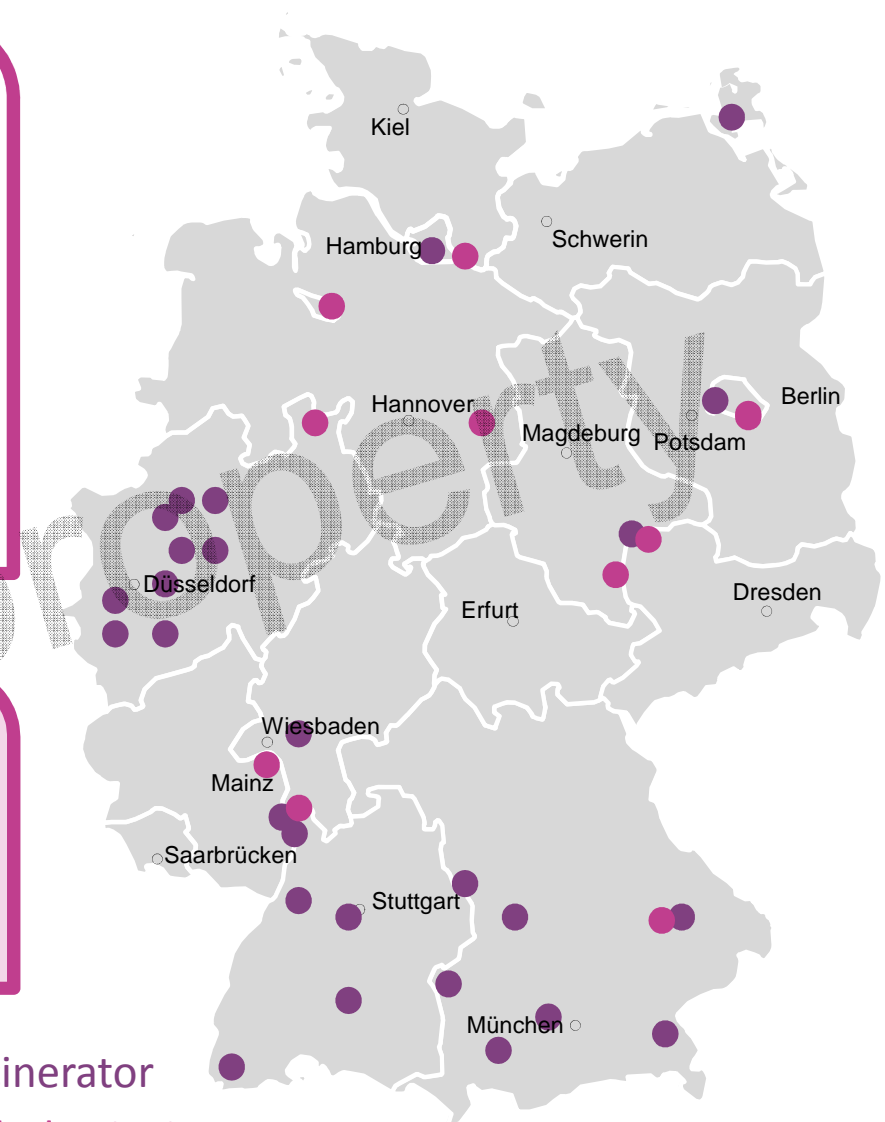 Kiel
Schwerin
Hamburg
Hannover
Berlin
Magdeburg
Potsdam
Düsseldorf
Dresden
Erfurt
Wiesbaden
Mainz
Saarbrücken
Stuttgart
München
inerator
property